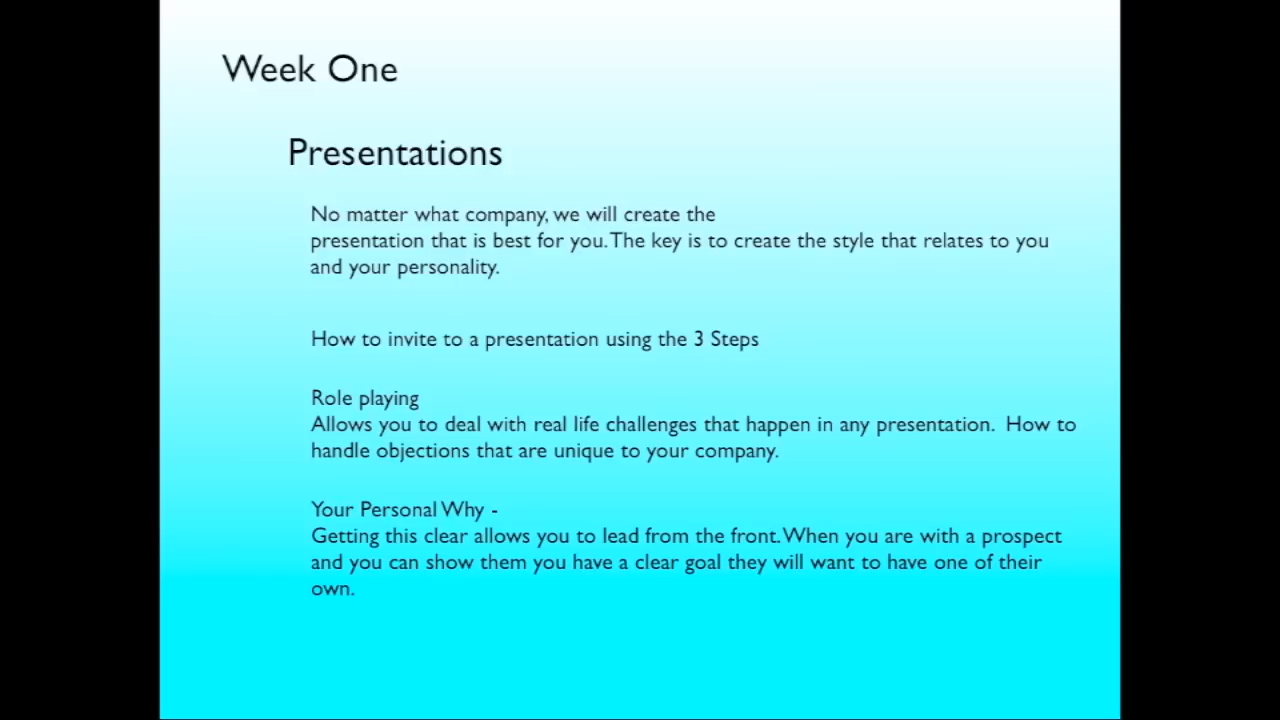 Week One
Presentations
No matter what company, we will create the
presentation that is best for you. The key is to create the style that relates to you
and your personality.
How to invite to a presentation using the 3 Steps
Role playing
Allows you to deal with real life challenges that happen in any presentation.  How to
handle objections that are unique to your company.
Your Personal Why -
Getting this clear allows you to lead from the front. When you are with a prospect
and you can show them you have a clear goal they will want to have one of their
own.